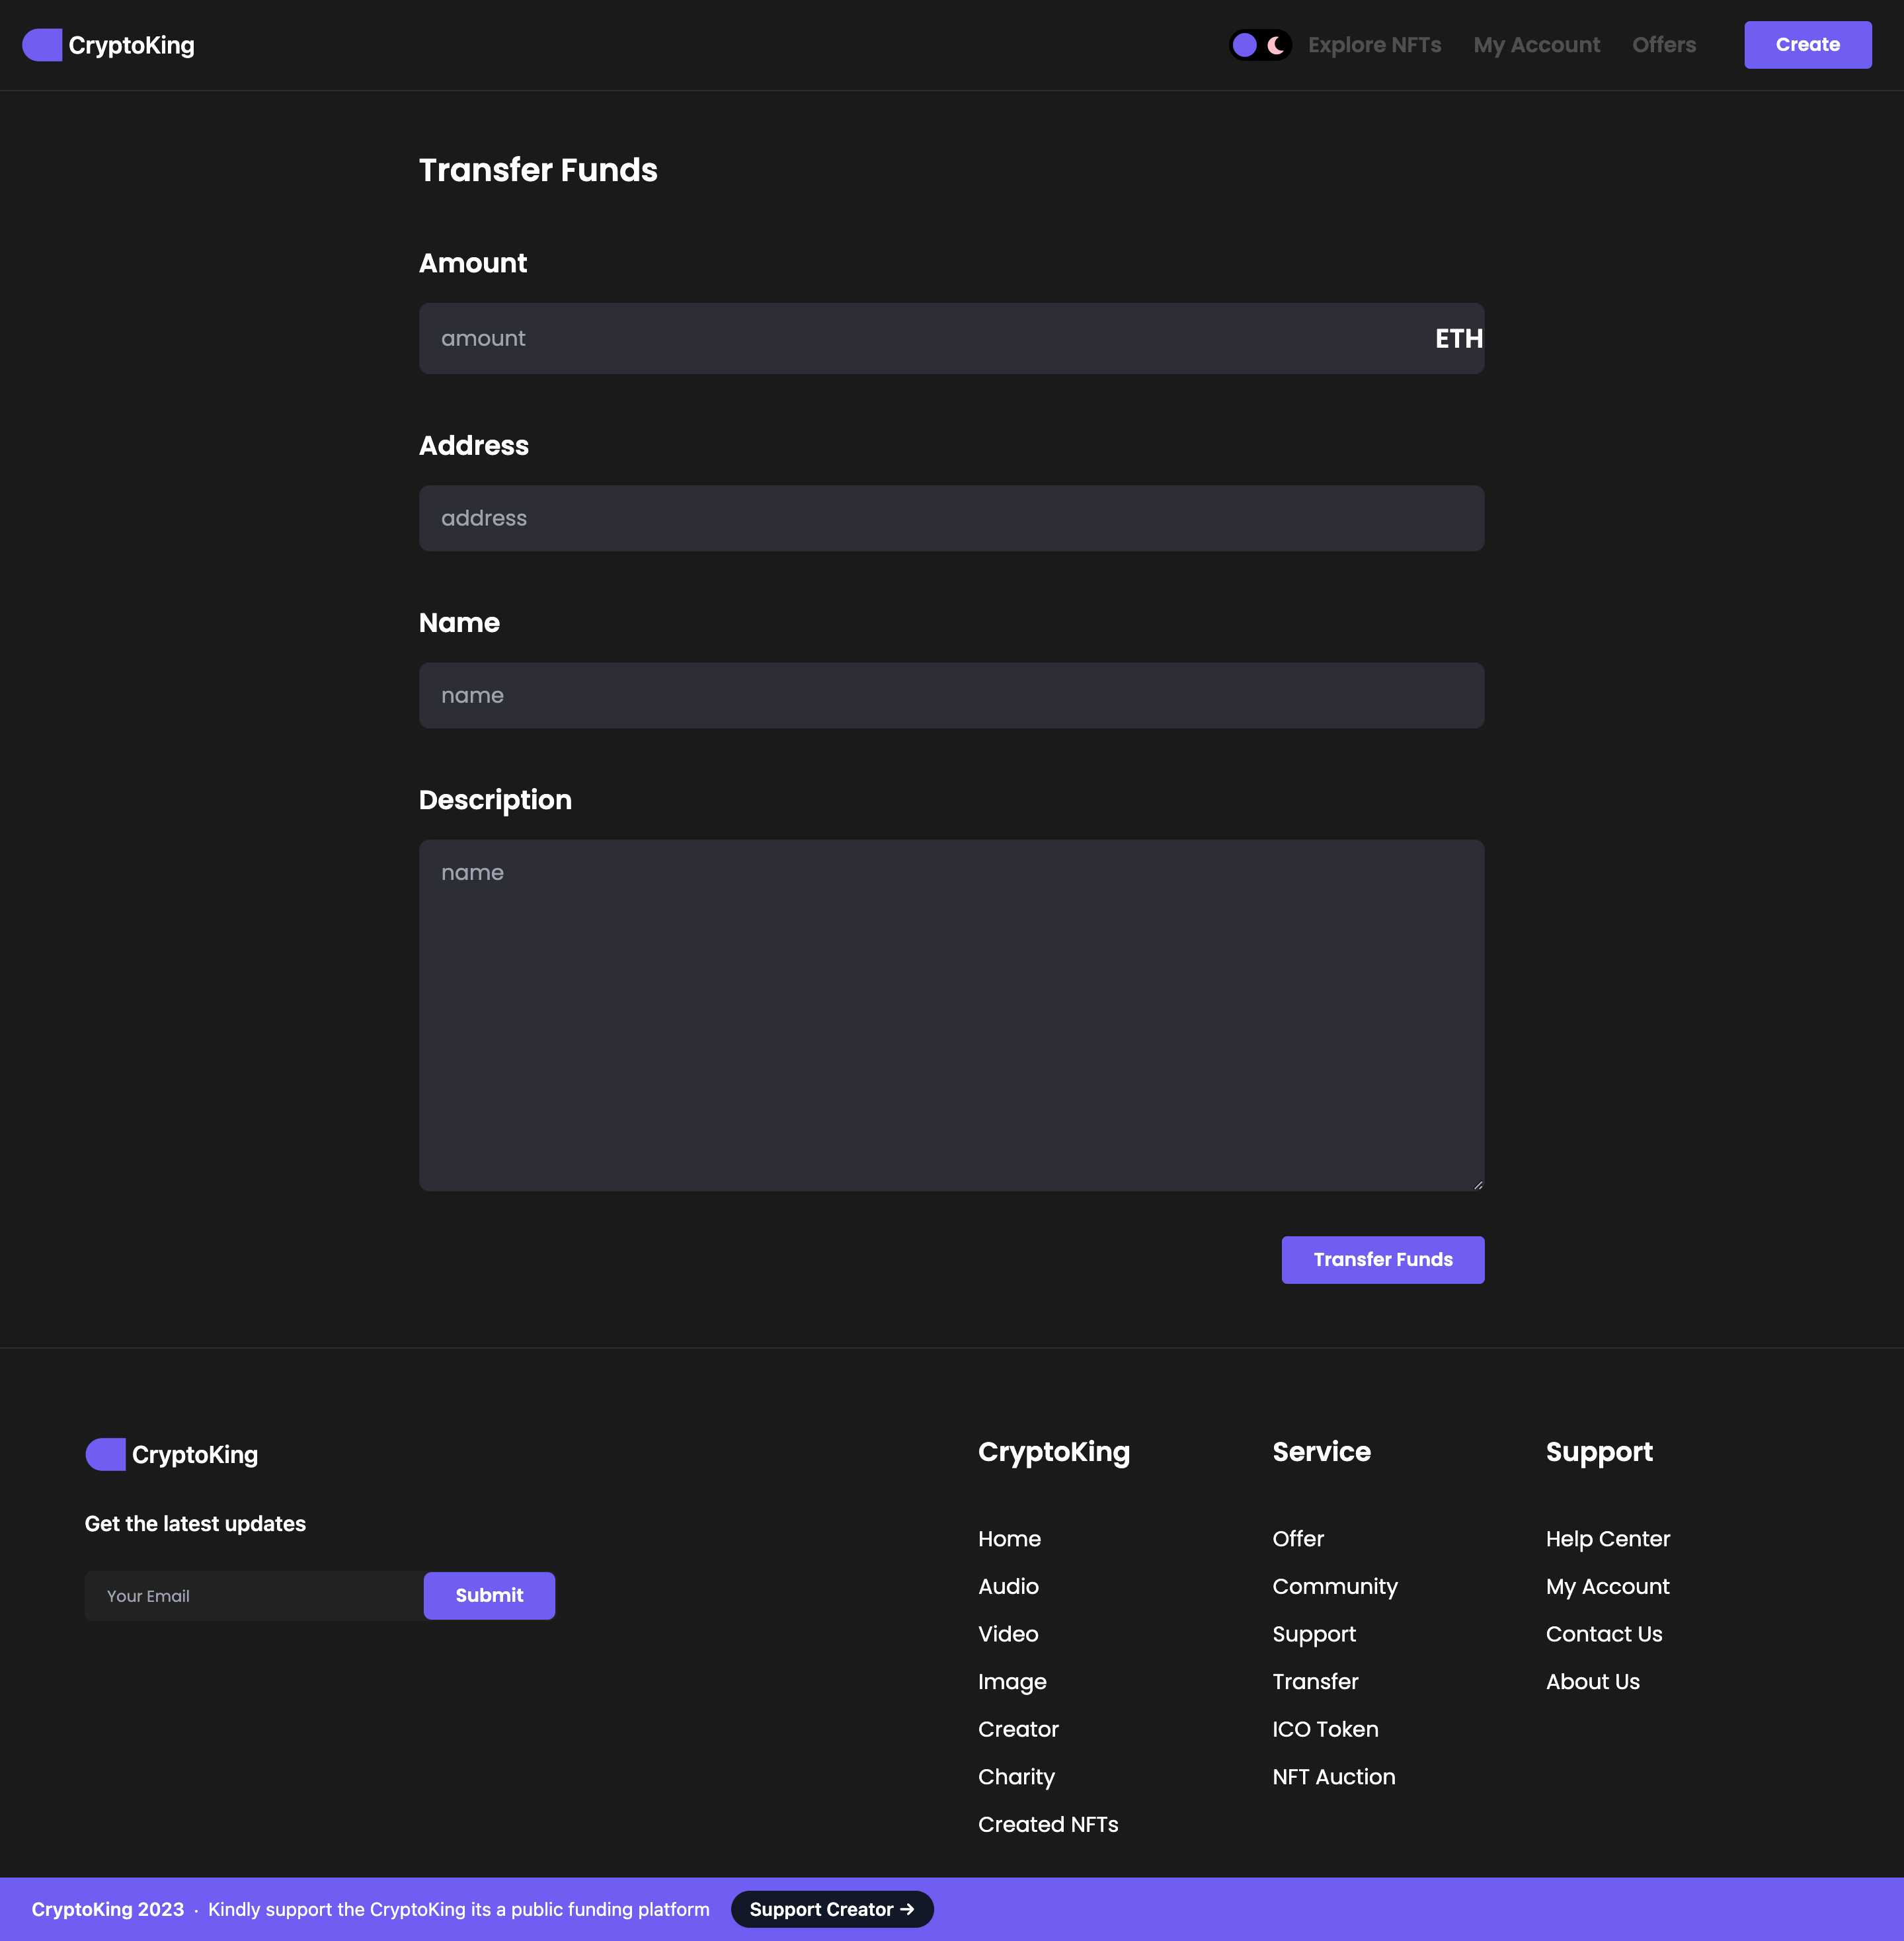 CryptoKing
Explore NFTs
My Account
Offers
Create
Transfer Funds
Amount
amount
ETH
Address
address
Name
name
Description
name
Transfer Funds
CryptoKing
Get the latest updates
Your Email
Submit
CryptoKing
Home
Audio
Video
Image
Creator
Charity
Created NFTs
Service
Offer
Community
Support
Transfer
ICO Token
NFT Auction
Support
Help Center
My Account
Contact Us
About Us
CryptoKing 2023 · Kindly support the CryptoKing its a public funding platform
Support Creator →